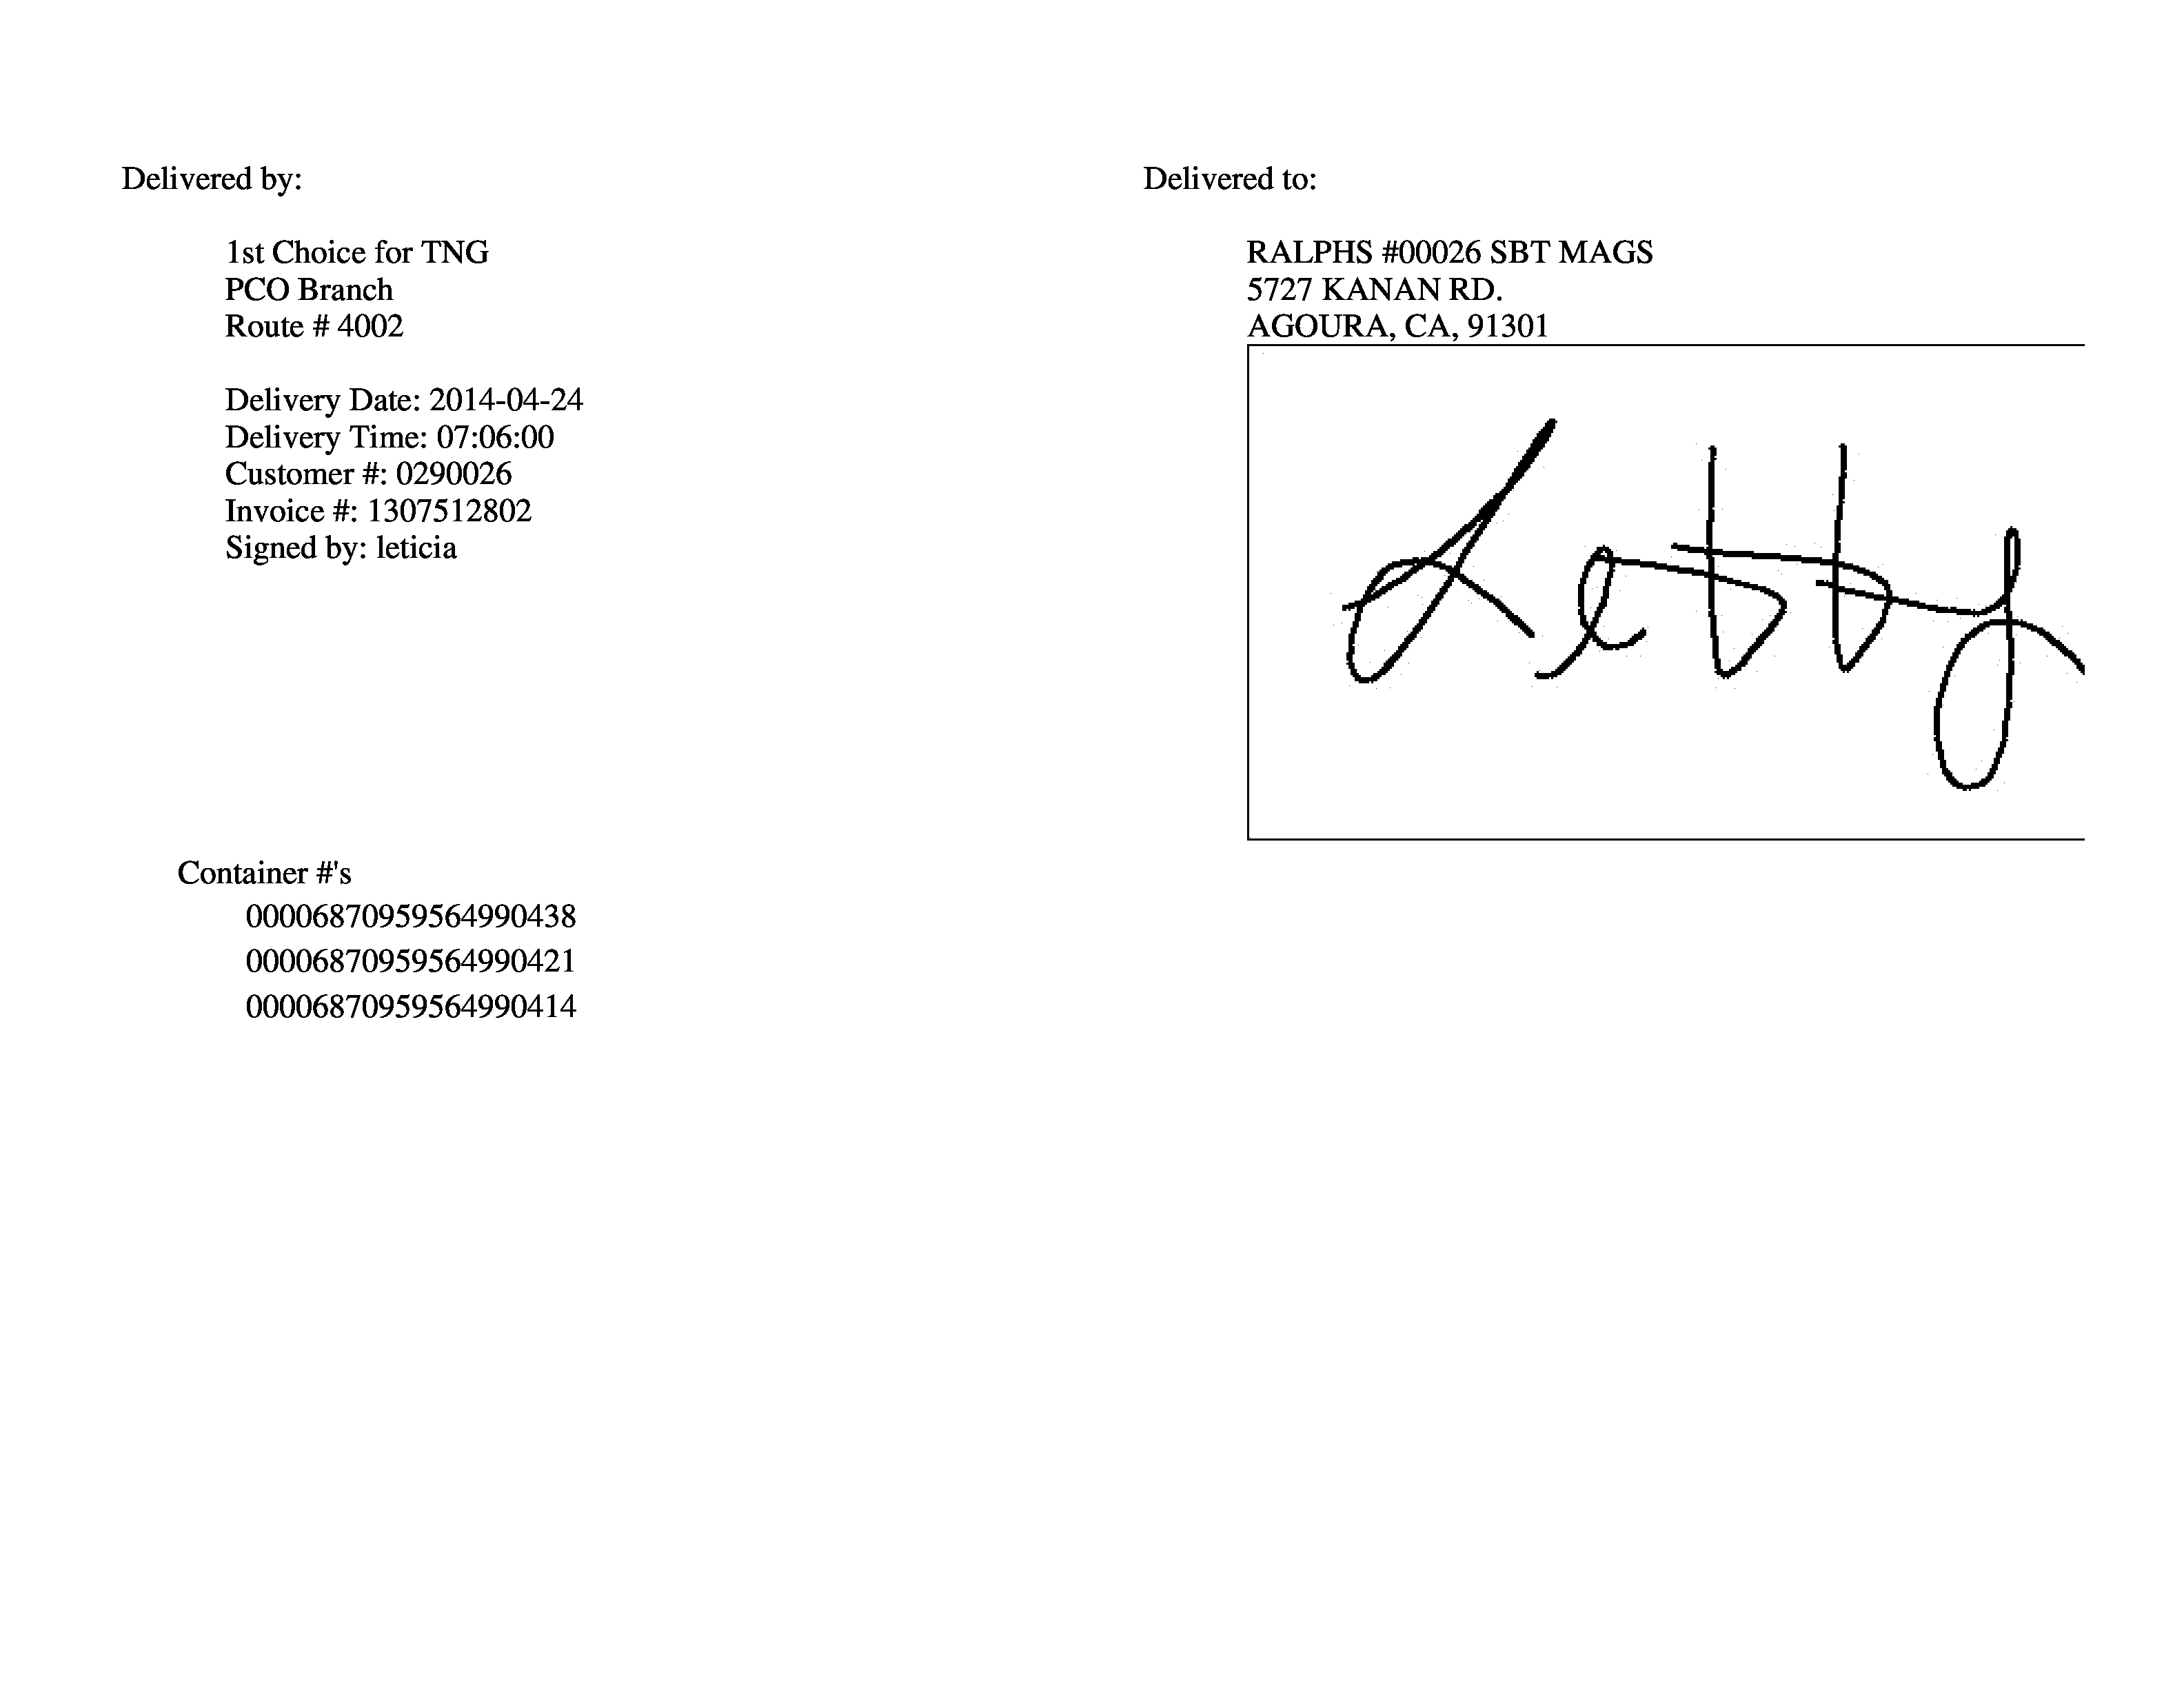 Delivered by:
1st Choice for TNG
PCO Branch
Route # 4002
Delivery Date: 2014-04-24
Delivery Time: 07:06:00
Customer #: 0290026
Invoice #: 1307512802
Signed by: leticia
Delivered to:
RALPHS #00026 SBT MAGS
5727 KANAN RD.
AGOURA, CA, 91301
Letty
Container #'s
00006870959564990438
00006870959564990421
00006870959564990414